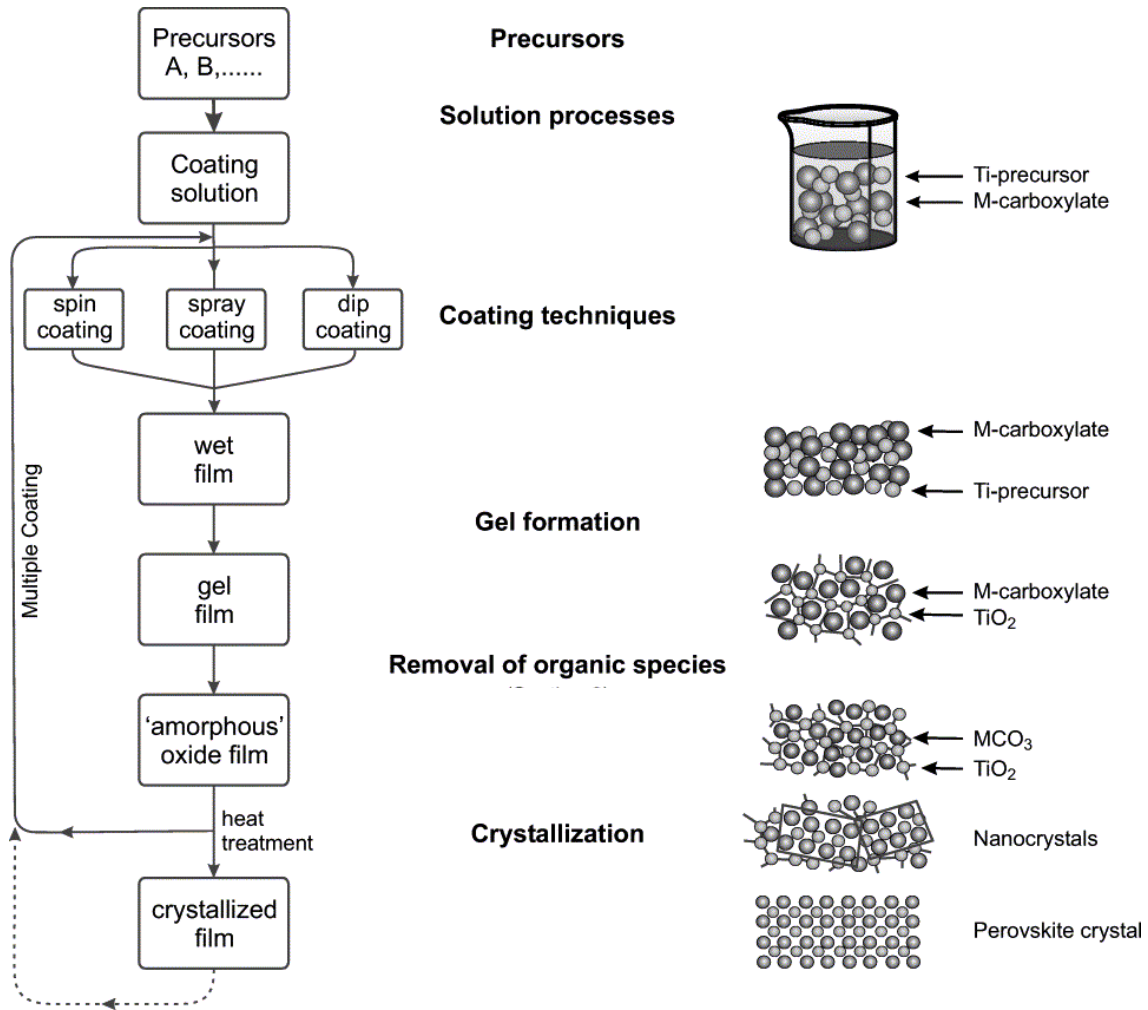 Precursors
A, B,......
Precursors
Solution processes
Coating
solution
Ti-precursor
M-carboxylate
spin
coating
spray
coating
dip
coating
Coating techniques
Multiple Coating
wet
film
M-carboxylate
Ti-precursor
Gel formation
gel
film
M-carboxylate
TiO2
Removal of organic species
'amorphous'
oxide film
MCO3
TiO2
heat
treatment
Crystallization
Nanocrystals
crystallized
film
Perovskite crystal